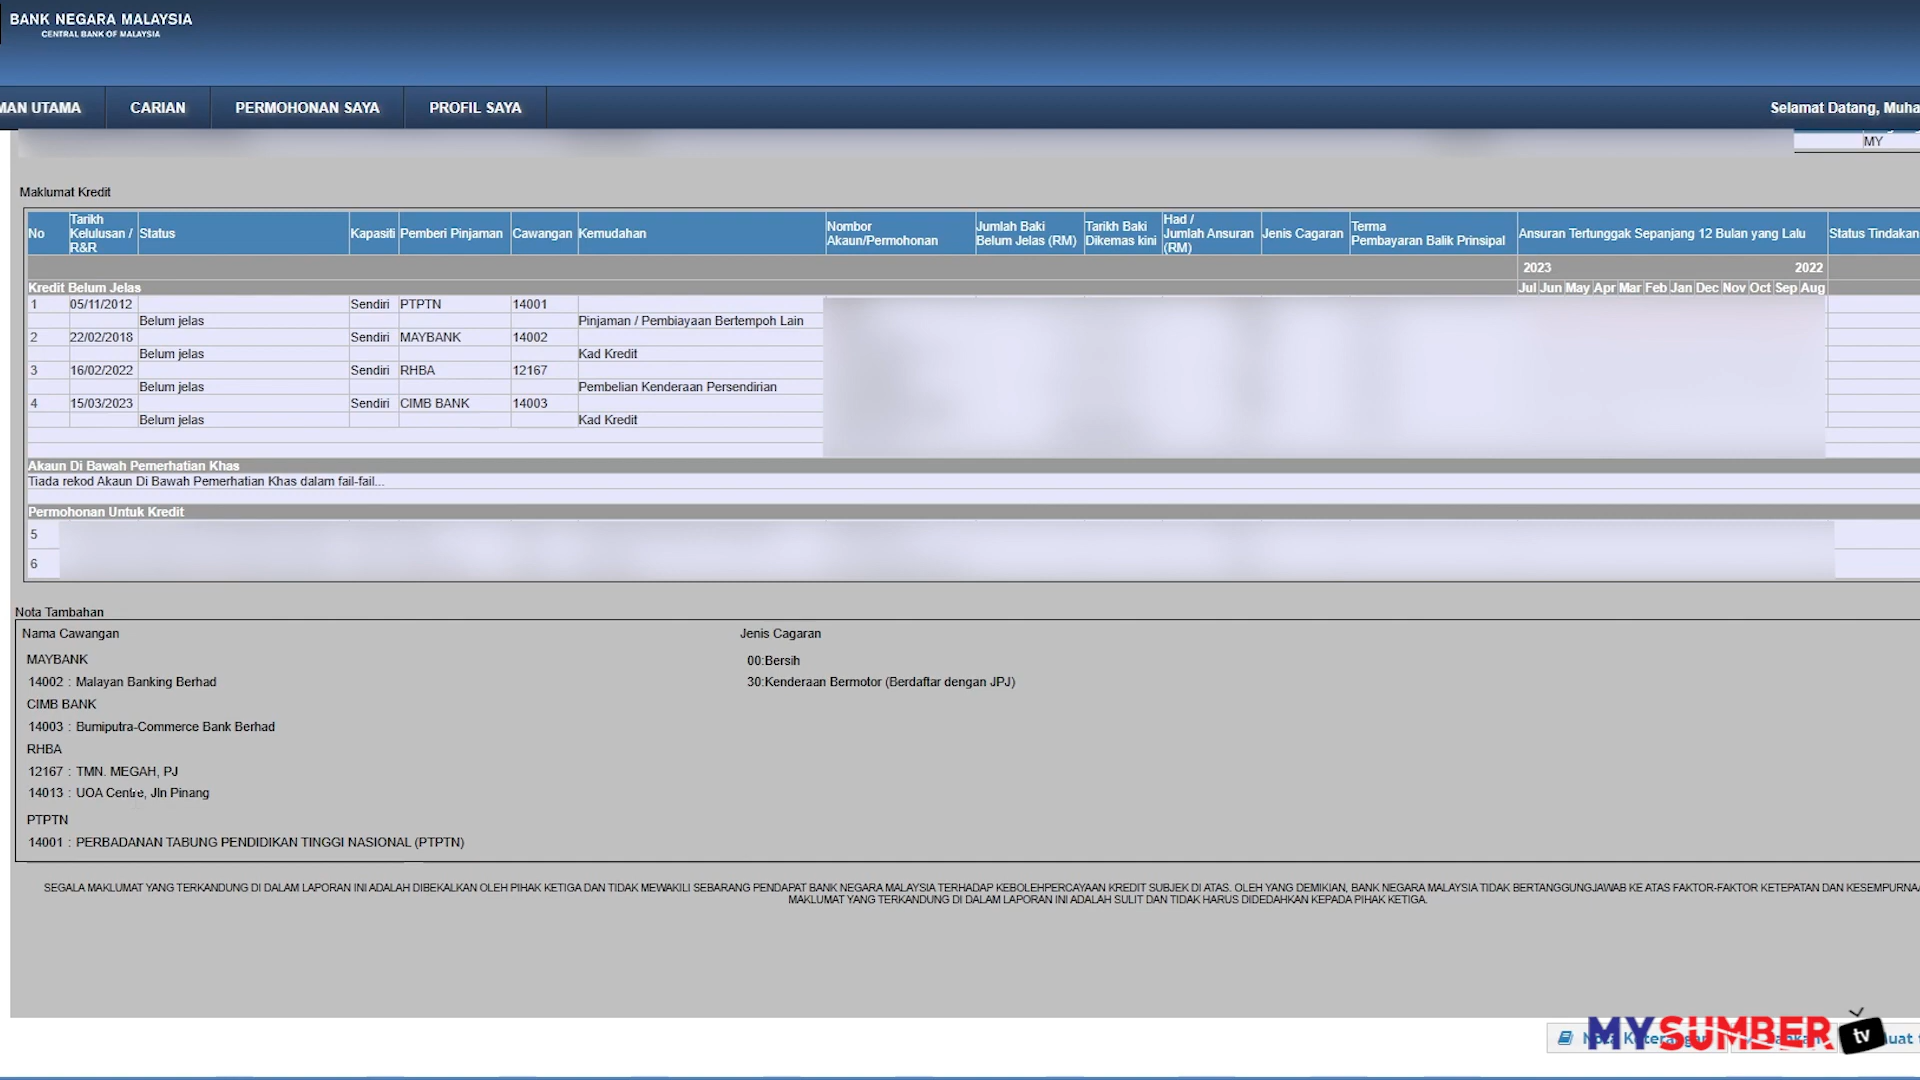 BANK NEGARA MALAYSIA
CENTRAL BANK OF MALAYSIA
MAN UTAMA CARIAN PERMOHONAN SAYA PROFIL SAYA Selamat Datang, Muha
MY
Maklumat Kredit
No Tarikh Kelulusan / R&R Status Kapasiti Pemberi Pinjaman Cawangan Kemudahan Nombor Akaun/Permohonan Jumlah Baki Belum Jelas (RM) Tarikh Baki Dikemas kini Had / Jumlah Ansuran (RM) Jenis Cagaran Terma Pembayaran Balik Prinsipal Ansuran Tertunggak Sepanjang 12 Bulan yang Lalu Status Tindakan
2023 2022
Kredit Belum Jelas Jul Jun May Apr Mar Feb Jan Dec Nov Oct Sep Aug
1 05/11/2012 Sendiri PTPTN 14001
Belum jelas Pinjaman / Pembiayaan Bertempoh Lain
2 22/02/2018 Sendiri MAYBANK 14002
Belum jelas Kad Kredit
3 16/02/2022 Sendiri RHBA 12167
Belum jelas Pembelian Kenderaan Persendirian
4 15/03/2023 Sendiri CIMB BANK 14003
Belum jelas Kad Kredit
Akaun Di Bawah Pemerhatian Khas
Tiada rekod Akaun Di Bawah Pemerhatian Khas dalam fail-fail...
Permohonan Untuk Kredit
5
6
Nota Tambahan
Nama Cawangan Jenis Cagaran
MAYBANK 00:Bersih
14002 : Malayan Banking Berhad 30:Kenderaan Bermotor (Berdaftar dengan JPJ)
CIMB BANK
14003 : Bumiputra-Commerce Bank Berhad
RHBA
12167 : TMN. MEGAH, PJ
14013 : UOA Centre, Jln Pinang
PTPTN
14001 : PERBADANAN TABUNG PENDIDIKAN TINGGI NASIONAL (PTPTN)
SEGALA MAKLUMAT YANG TERKANDUNG DI DALAM LAPORAN INI ADALAH DIBEKALKAN OLEH PIHAK KETIGA DAN TIDAK MEWAKILI SEBARANG PENDAPAT BANK NEGARA MALAYSIA TERHADAP KEBOLEHPERCAYAAN KREDIT SUBJEK DI ATAS. OLEH YANG DEMIKIAN, BANK NEGARA MALAYSIA TIDAK BERTANGGUNGJAWAB KE ATAS FAKTOR-FAKTOR KETEPATAN DAN KESEMPURNA
MAKLUMAT YANG TERKANDUNG DI DALAM LAPORAN INI ADALAH SULIT DAN TIDAK HARUS DIDEDAHKAN KEPADA PIHAK KETIGA.
MYSUMBER tv